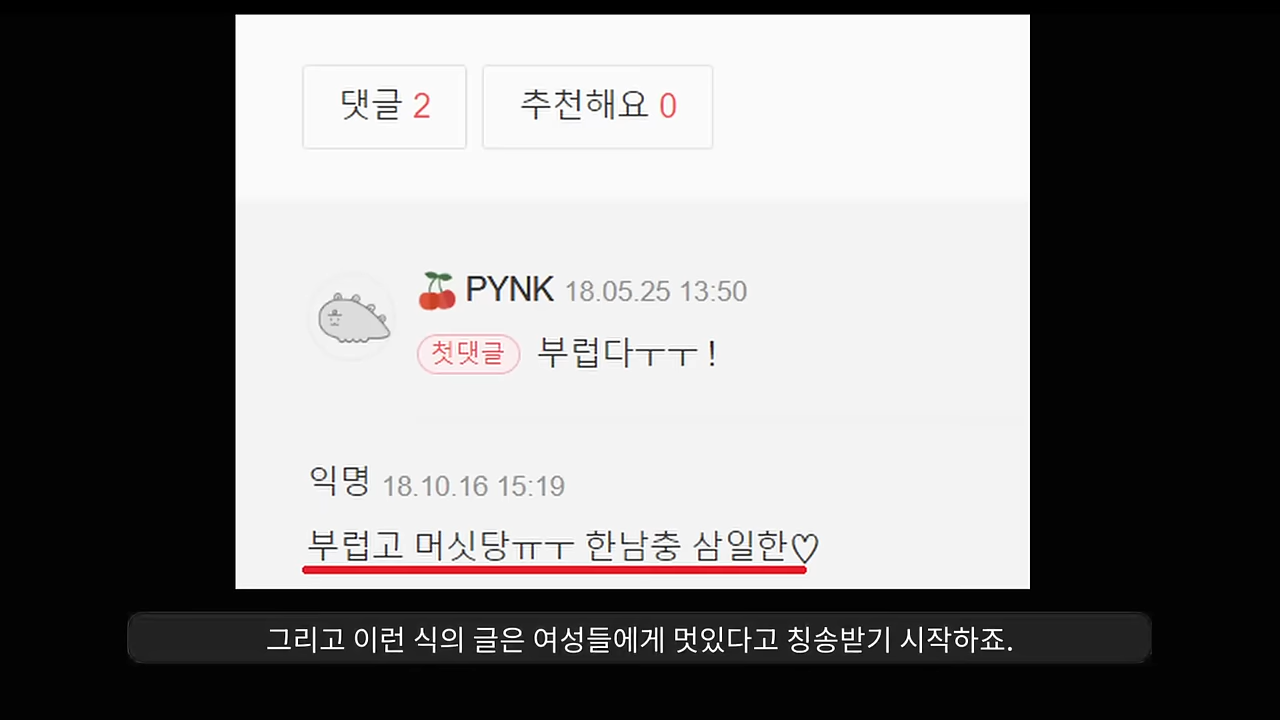 댓글 2 추천해요 0
PYNK 18.05.25 13:50
첫댓글 부럽다ㅜㅜ !
익명 18.10.16 15:19
부럽고 머싯당ㅠㅜ 한남충 삼일한♡
그리고 이런 식의 글은 여성들에게 멋있다고 칭송받기 시작하죠.